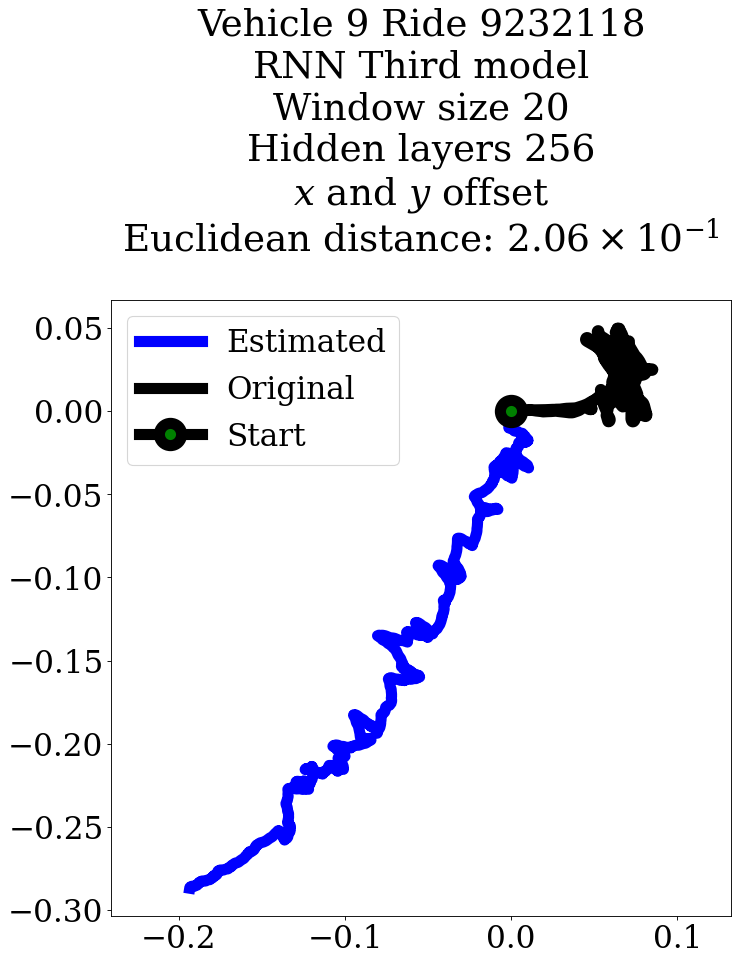 Vehicle 9 Ride 9232118
RNN Third model
Window size 20
Hidden layers 256
x and y offset
Euclidean distance: 2.06 × 10⁻¹
Estimated
Original
Start
0.05
0.00
−0.05
−0.10
−0.15
−0.20
−0.25
−0.30
−0.2
−0.1
0.0
0.1